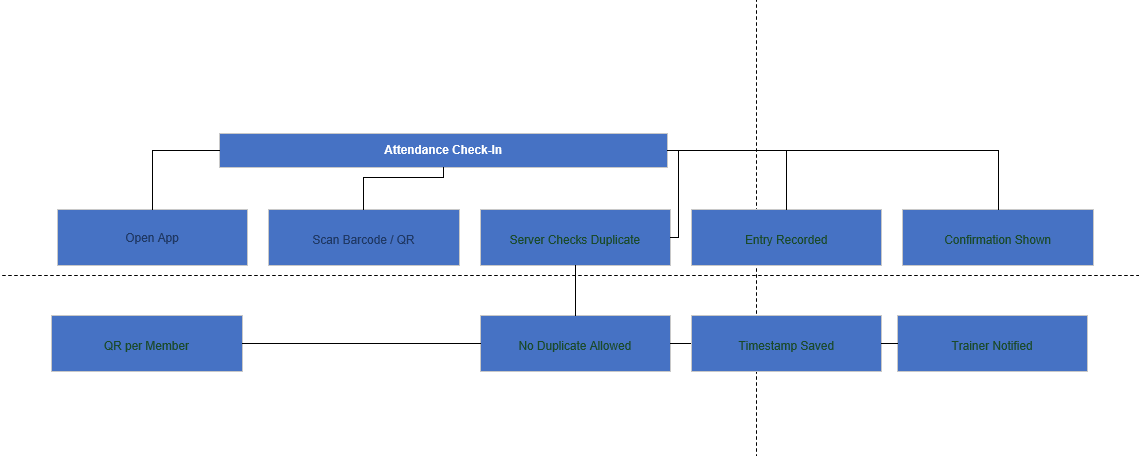 Attendance Check-In
Open App
Scan Barcode / QR
Server Checks Duplicate
Entry Recorded
Confirmation Shown
QR per Member
No Duplicate Allowed
Timestamp Saved
Trainer Notified